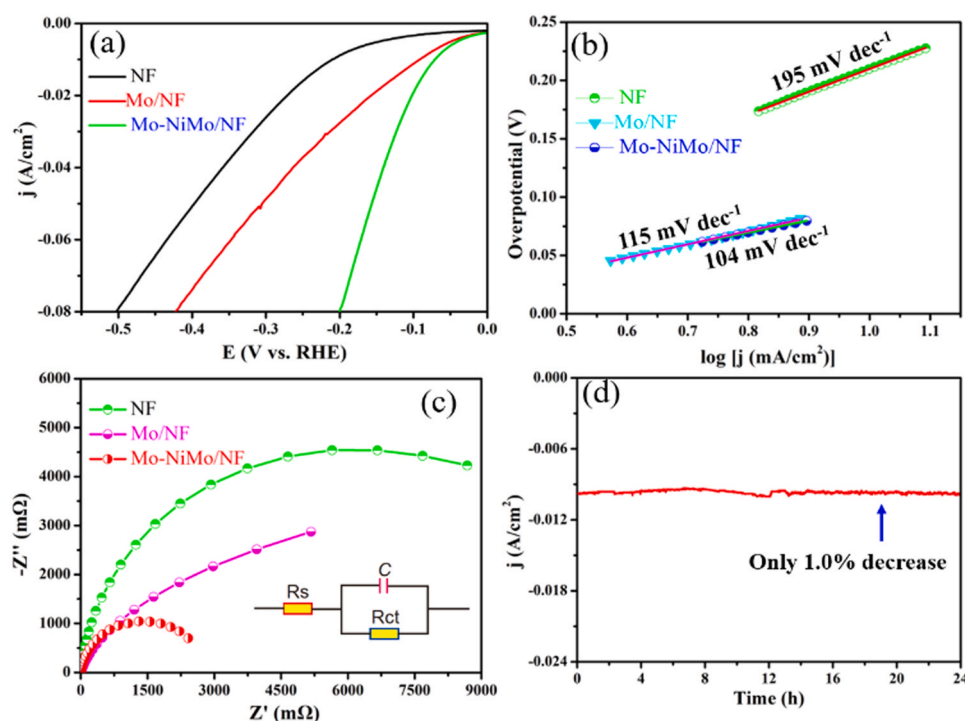 (a)
NF
Mo/NF
Mo-NiMo/NF
0.00
-0.02
-0.04
-0.06
-0.08
j (A/cm²)
-0.5 -0.4 -0.3 -0.2 -0.1 0.0
E (V vs. RHE)
(b)
195 mV dec⁻¹
NF
Mo/NF
Mo-NiMo/NF
115 mV dec⁻¹
104 mV dec⁻¹
0.25
0.20
0.15
0.10
0.05
0.00
Overpotential (V)
0.5 0.6 0.7 0.8 0.9 1.0 1.1
log [j (mA/cm²)]
(c)
NF
Mo/NF
Mo-NiMo/NF
6000
5000
4000
3000
2000
1000
0
-Z'' (mΩ)
C
Rs
Rct
0 1500 3000 4500 6000 7500 9000
Z' (mΩ)
(d)
0.000
-0.006
-0.012
-0.018
-0.024
j (A/cm²)
Only 1.0% decrease
0 4 8 12 16 20 24
Time (h)